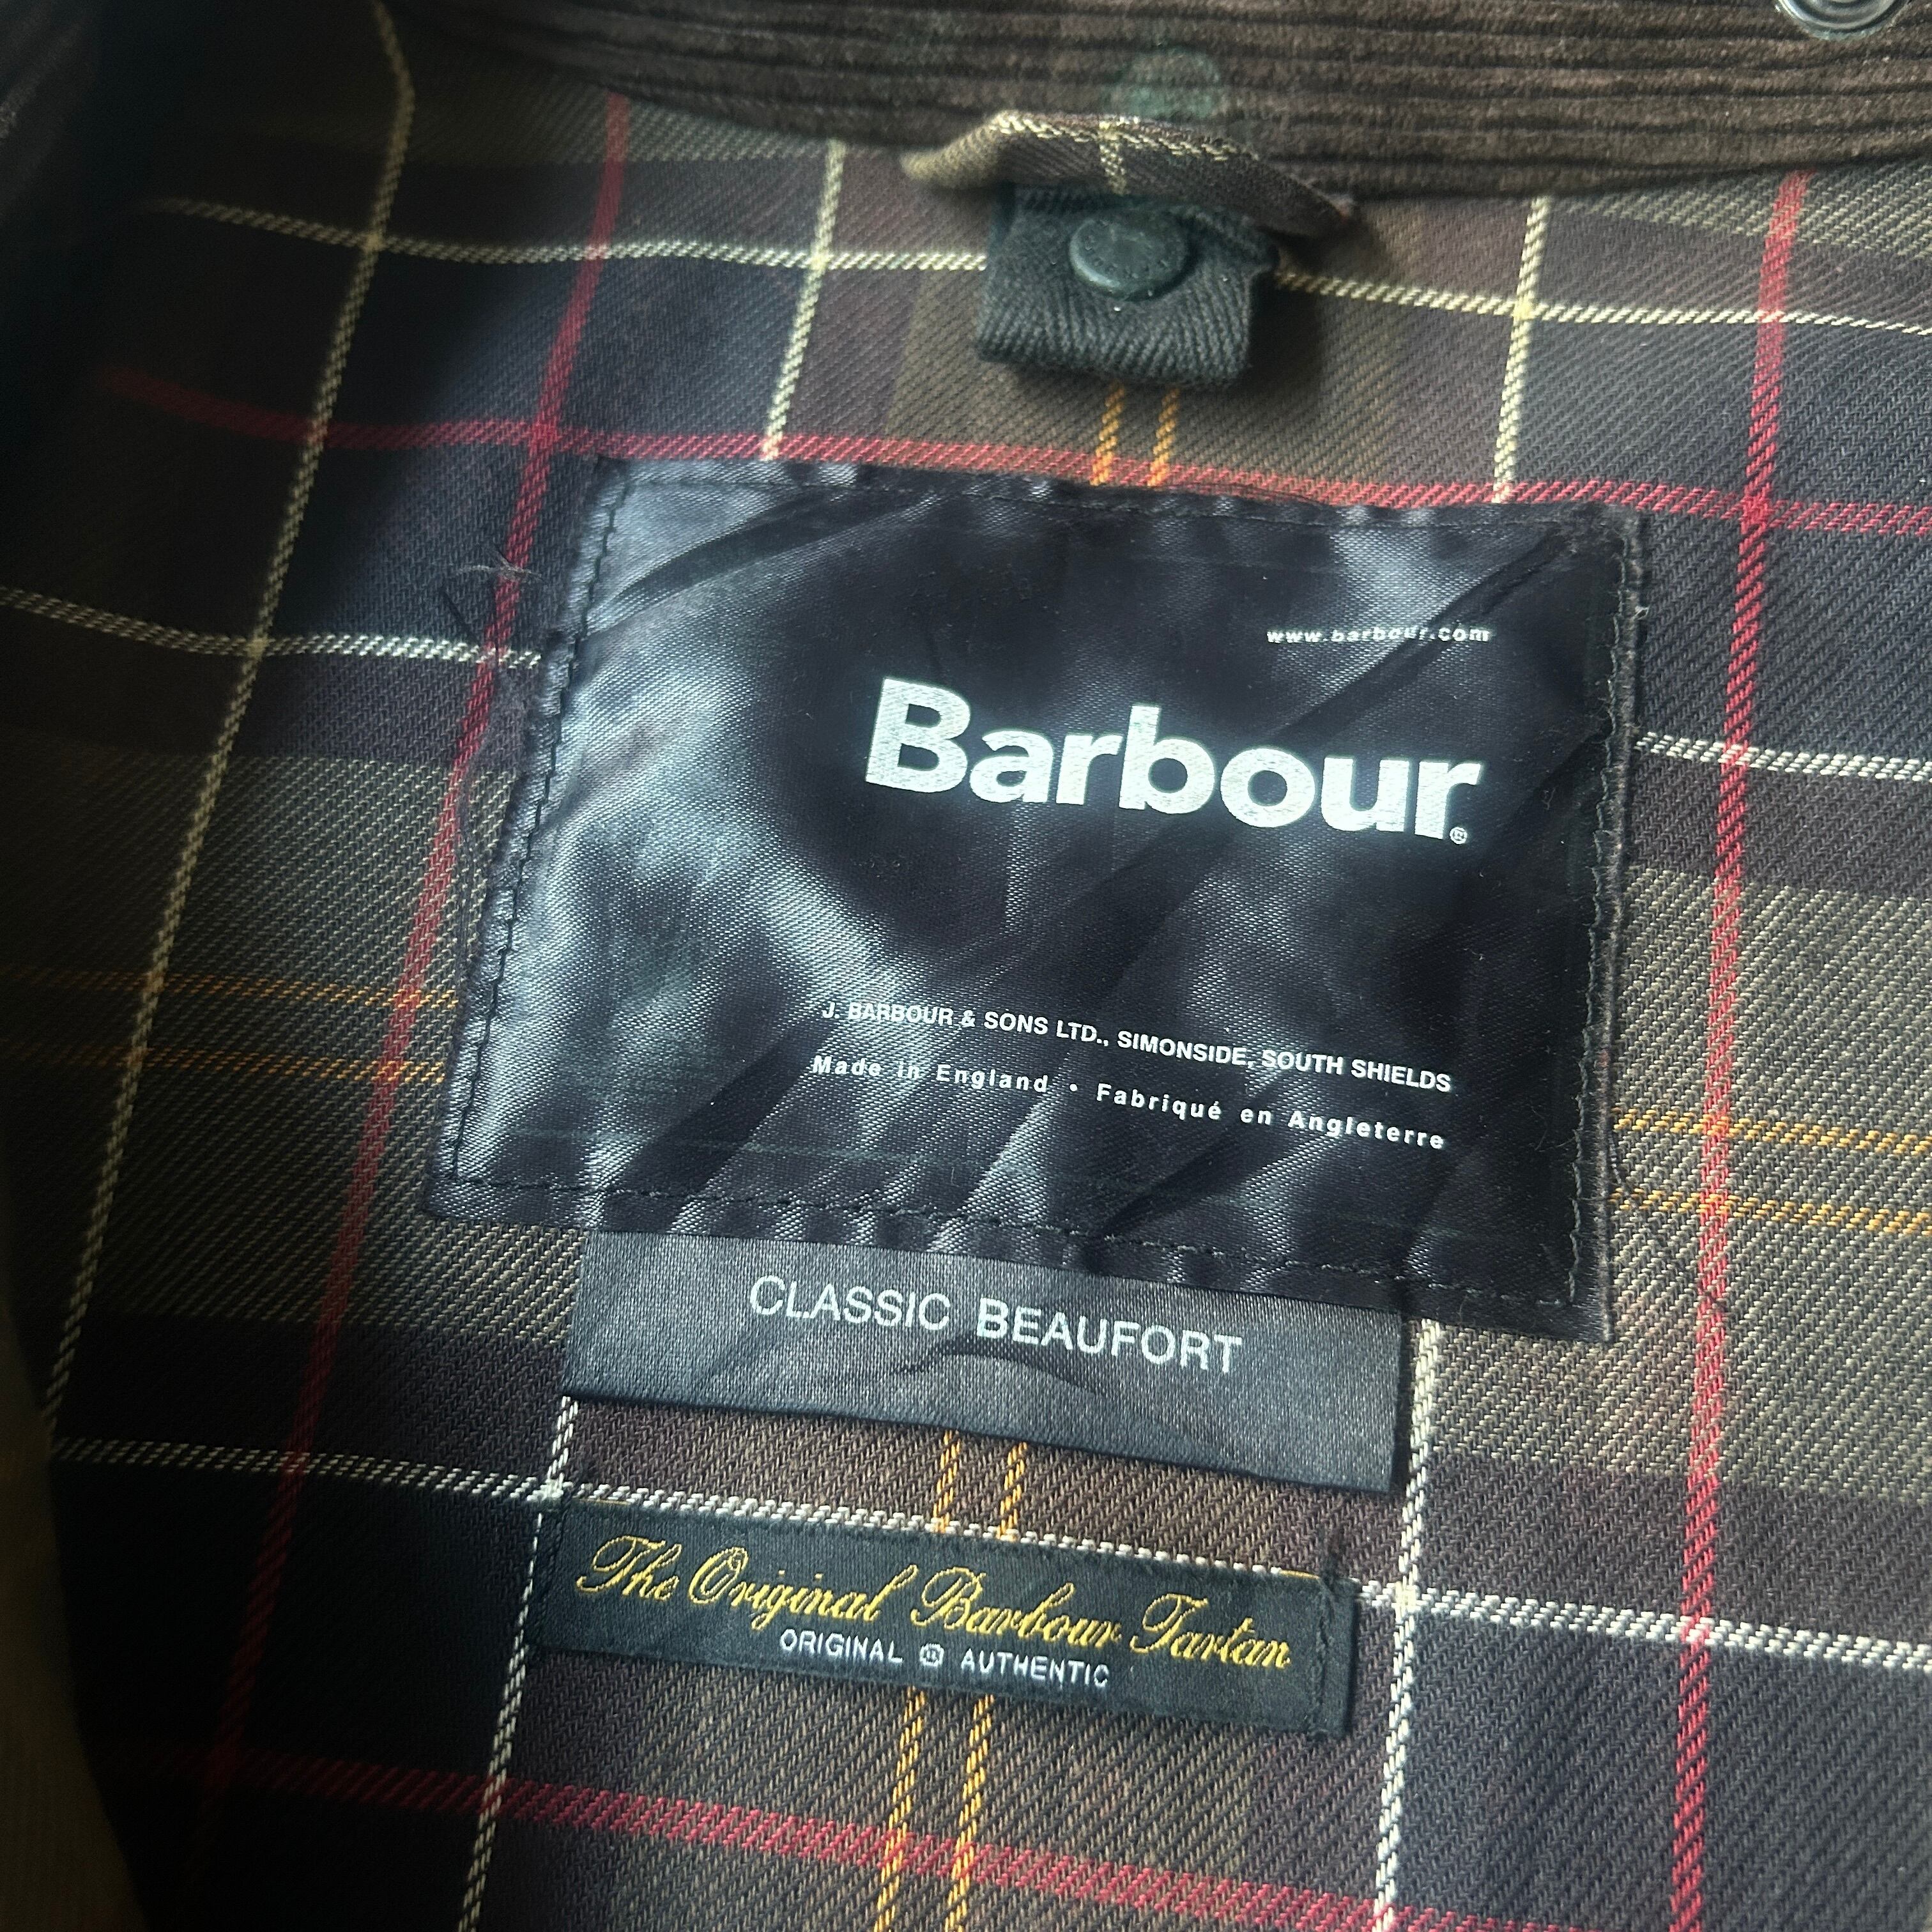 www.barbour.com
Barbour®
J. BARBOUR & SONS LTD., SIMONSIDE, SOUTH SHIELDS
Made in England • Fabriqué en Angleterre
CLASSIC BEAUFORT
The Original Barbour Tartan
ORIGINAL ® AUTHENTIC